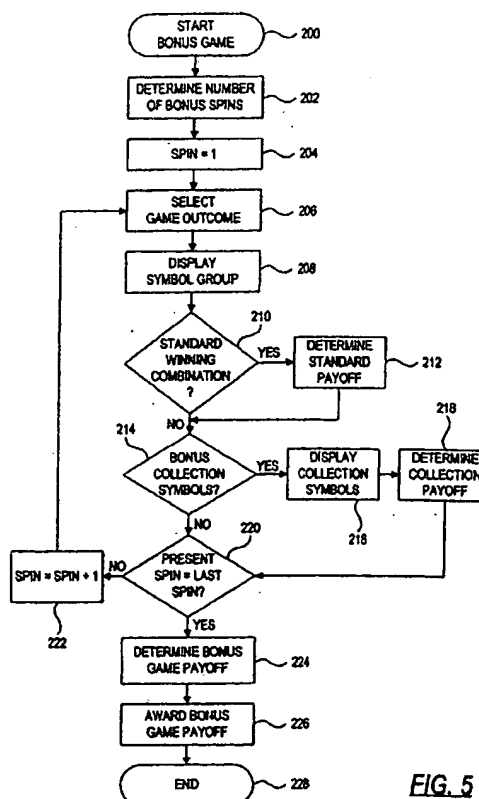 START
BONUS GAME
200
DETERMINE NUMBER
OF BONUS SPINS
202
SPIN = 1
204
SELECT
GAME OUTCOME
206
DISPLAY
SYMBOL GROUP
208
210
STANDARD
WINNING
COMBINATION
?
YES
DETERMINE
STANDARD
PAYOFF
212
NO
214
BONUS
COLLECTION
SYMBOLS?
YES
DISPLAY
COLLECTION
SYMBOLS
216
218
DETERMINE
COLLECTION
PAYOFF
NO
220
PRESENT
SPIN = LAST
SPIN?
NO
SPIN = SPIN + 1
222
YES
DETERMINE BONUS
GAME PAYOFF
224
AWARD BONUS
GAME PAYOFF
226
END
228
FIG. 5